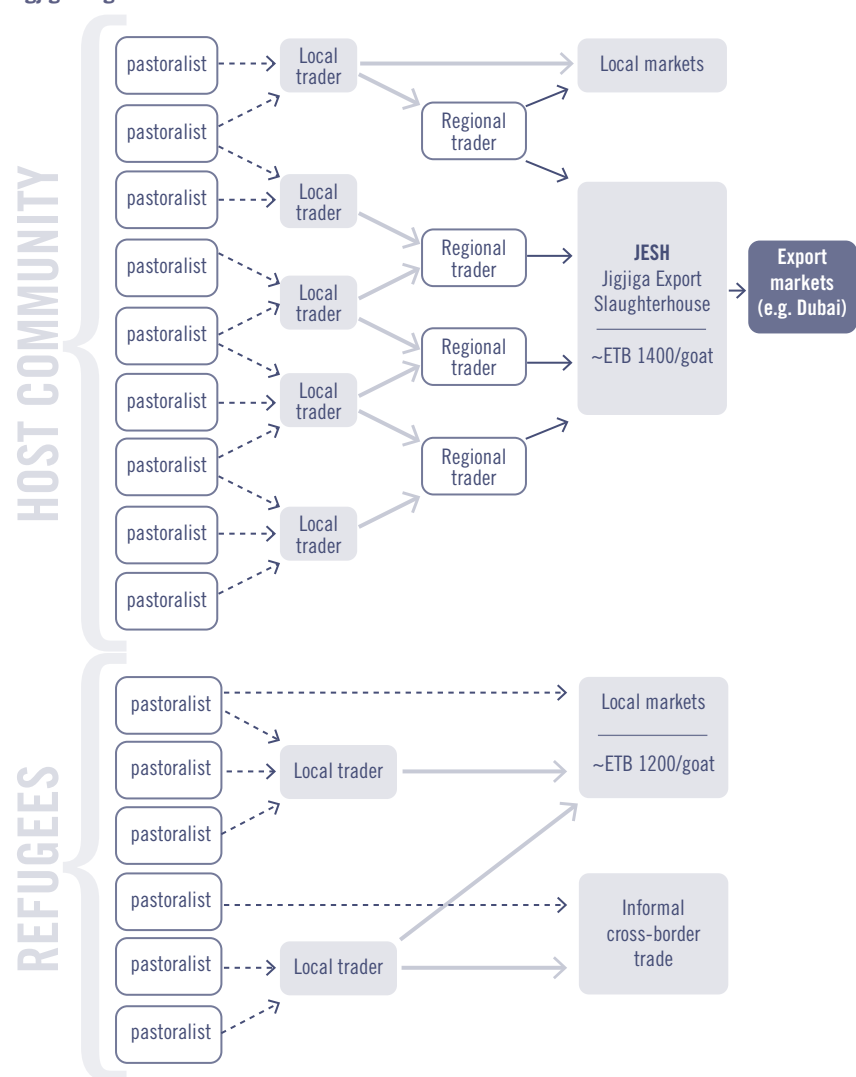 HOST COMMUNITY
pastoralist
pastoralist
pastoralist
pastoralist
pastoralist
pastoralist
pastoralist
pastoralist
pastoralist
Local
trader
Local
trader
Local
trader
Local
trader
Local
trader
Regional
trader
Regional
trader
Regional
trader
Regional
trader
Local markets
JESH
Jigjiga Export
Slaughterhouse
~ETB 1400/goat
Export
markets
(e.g. Dubai)
REFUGEES
pastoralist
pastoralist
pastoralist
pastoralist
pastoralist
pastoralist
Local trader
Local trader
Local markets
~ETB 1200/goat
Informal
cross-border
trade